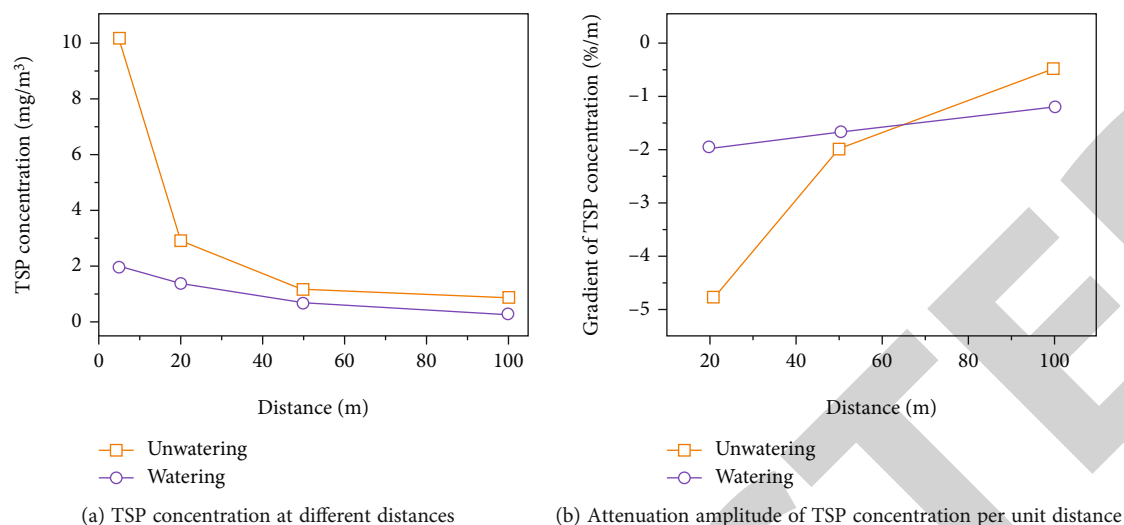 TSP concentration (mg/m³)
10
8
6
4
2
0
0
20
40
60
80
100
Distance (m)
Unwatering
Watering
(a) TSP concentration at different distances
Gradient of TSP concentration (%/m)
0
−1
−2
−3
−4
−5
20
40
60
80
100
Distance (m)
Unwatering
Watering
(b) Attenuation amplitude of TSP concentration per unit distance